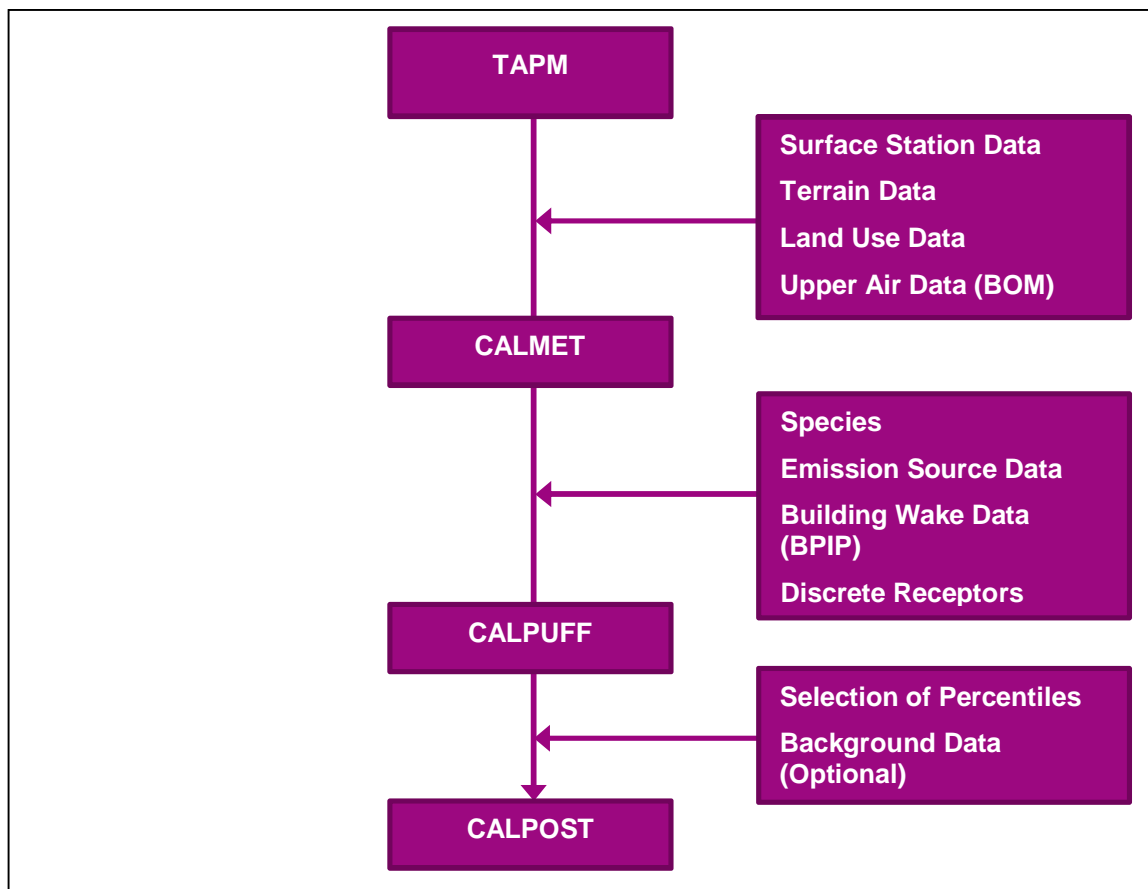 TAPM
Surface Station Data
Terrain Data
Land Use Data
Upper Air Data (BOM)
CALMET
Species
Emission Source Data
Building Wake Data
(BPIP)
Discrete Receptors
CALPUFF
Selection of Percentiles
Background Data
(Optional)
CALPOST